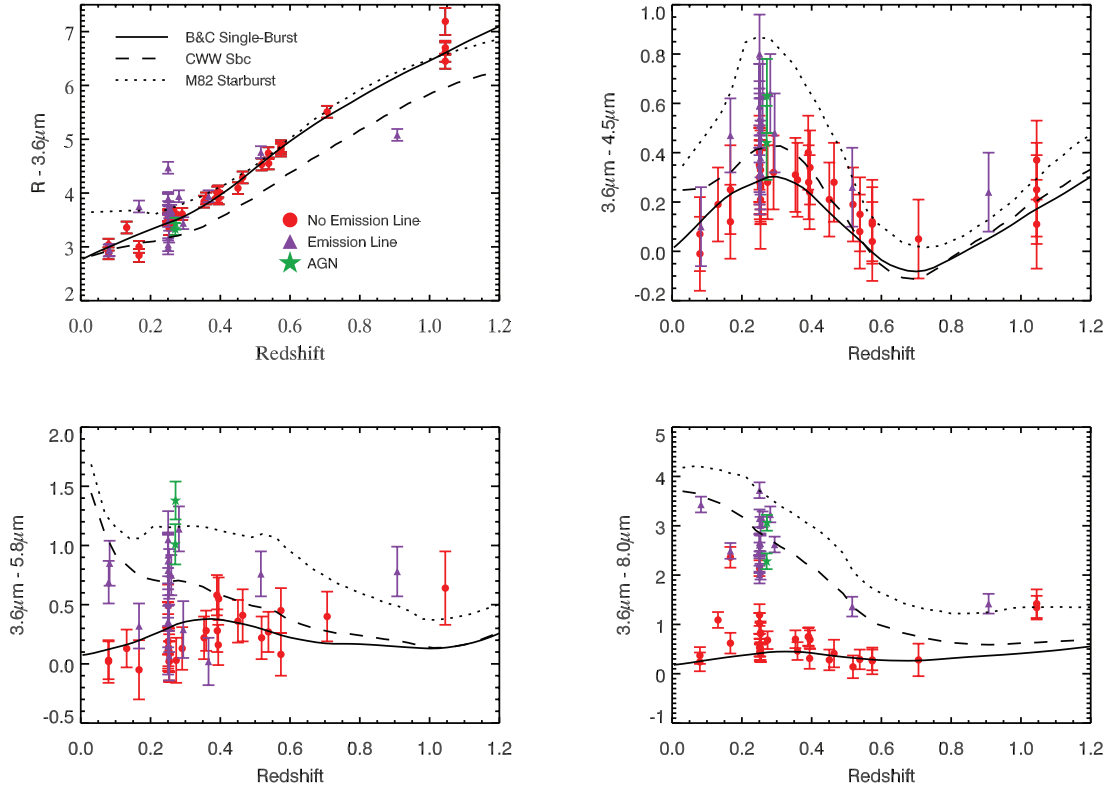 7
6
5
4
3
2
R - 3.6μm
B&C Single-Burst
CWW Sbc
M82 Starburst
No Emission Line
Emission Line
AGN
0.0 0.2 0.4 0.6 0.8 1.0 1.2
Redshift
1.0
0.8
0.6
0.4
0.2
0.0
-0.2
3.6μm - 4.5μm
0.0 0.2 0.4 0.6 0.8 1.0 1.2
Redshift
2.0
1.5
1.0
0.5
0.0
-0.5
3.6μm - 5.8μm
0.0 0.2 0.4 0.6 0.8 1.0 1.2
Redshift
5
4
3
2
1
0
-1
3.6μm - 8.0μm
0.0 0.2 0.4 0.6 0.8 1.0 1.2
Redshift